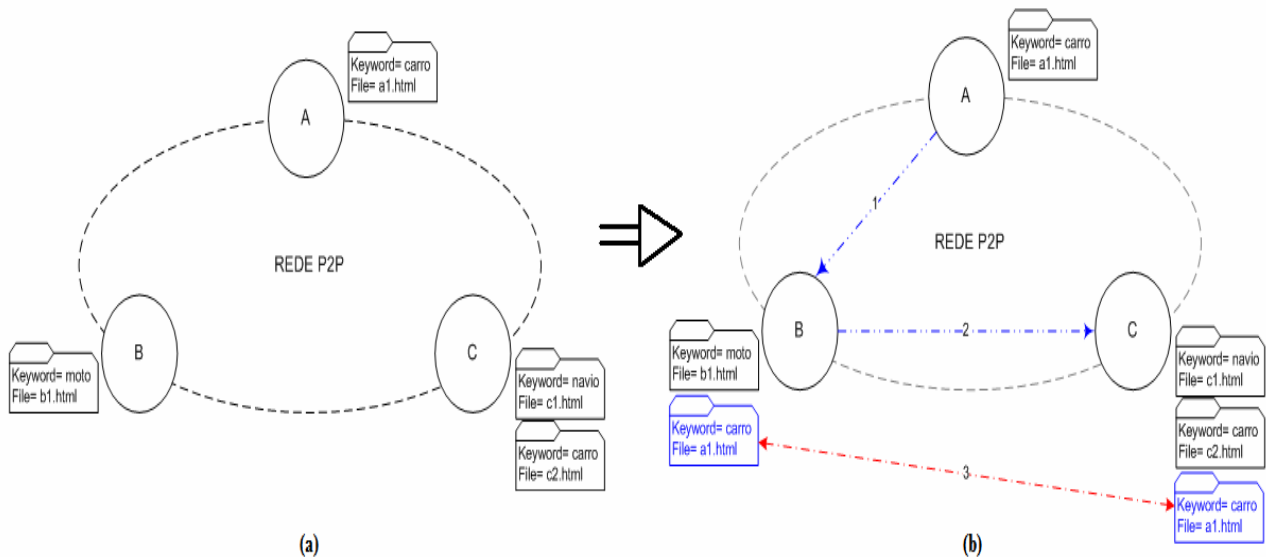 Keyword= carro
File= a1.html
A
REDE P2P
B
C
Keyword= moto
File= b1.html
Keyword= navio
File= c1.html
Keyword= carro
File= c2.html
(a)
Keyword= carro
File= a1.html
A
1
REDE P2P
B
2
C
Keyword= moto
File= b1.html
Keyword= navio
File= c1.html
Keyword= carro
File= a1.html
Keyword= carro
File= c2.html
3
Keyword= carro
File= a1.html
(b)